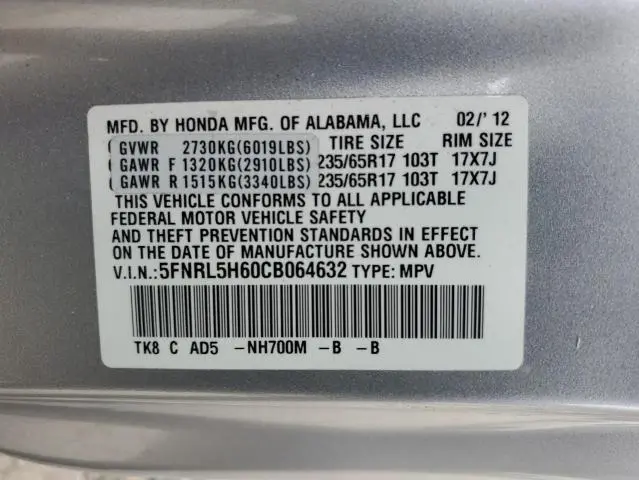 MFD. BY HONDA MFG. OF ALABAMA, LLC 02/'12
GVWR 2730KG(6019LBS) TIRE SIZE RIM SIZE
GAWR F 1320KG(2910LBS) 235/65R17 103T 17X7J
GAWR R 1515KG(3340LBS) 235/65R17 103T 17X7J
THIS VEHICLE CONFORMS TO ALL APPLICABLE
FEDERAL MOTOR VEHICLE SAFETY
AND THEFT PREVENTION STANDARDS IN EFFECT
ON THE DATE OF MANUFACTURE SHOWN ABOVE.
V.I.N.: 5FNRL5H60CB064632 TYPE: MPV
TK8 C AD5 -NH700M -B -B